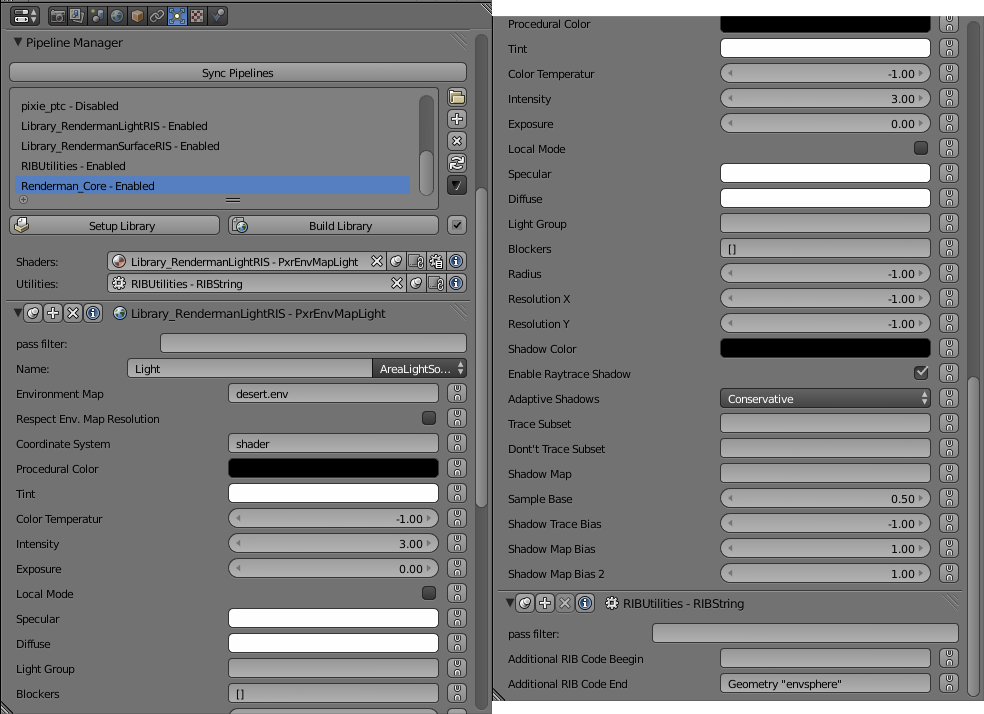 Pipeline Manager
Sync Pipelines
pixie_ptc - Disabled
Library_RendermanLightRIS - Enabled
Library_RendermanSurfaceRIS - Enabled
RIBUtilities - Enabled
Renderman_Core - Enabled
Setup Library
Build Library
Shaders: Library_RendermanLightRIS - PxrEnvMapLight
Utilities: RIBUtilities - RIBString
Library_RendermanLightRIS - PxrEnvMapLight
pass filter:
Name: Light AreaLightSo...
Environment Map desert.env
Respect Env. Map Resolution
Coordinate System shader
Procedural Color
Tint
Color Temperatur -1.00
Intensity 3.00
Exposure 0.00
Local Mode
Specular
Diffuse
Light Group
Blockers []
Procedural Color
Tint
Color Temperatur -1.00
Intensity 3.00
Exposure 0.00
Local Mode
Specular
Diffuse
Light Group
Blockers []
Radius -1.00
Resolution X -1.00
Resolution Y -1.00
Shadow Color
Enable Raytrace Shadow
Adaptive Shadows Conservative
Trace Subset
Don't Trace Subset
Shadow Map
Sample Base 0.50
Shadow Trace Bias -1.00
Shadow Map Bias 1.00
Shadow Map Bias 2 1.00
RIBUtilities - RIBString
pass filter:
Additional RIB Code Beegin
Additional RIB Code End Geometry "envsphere"